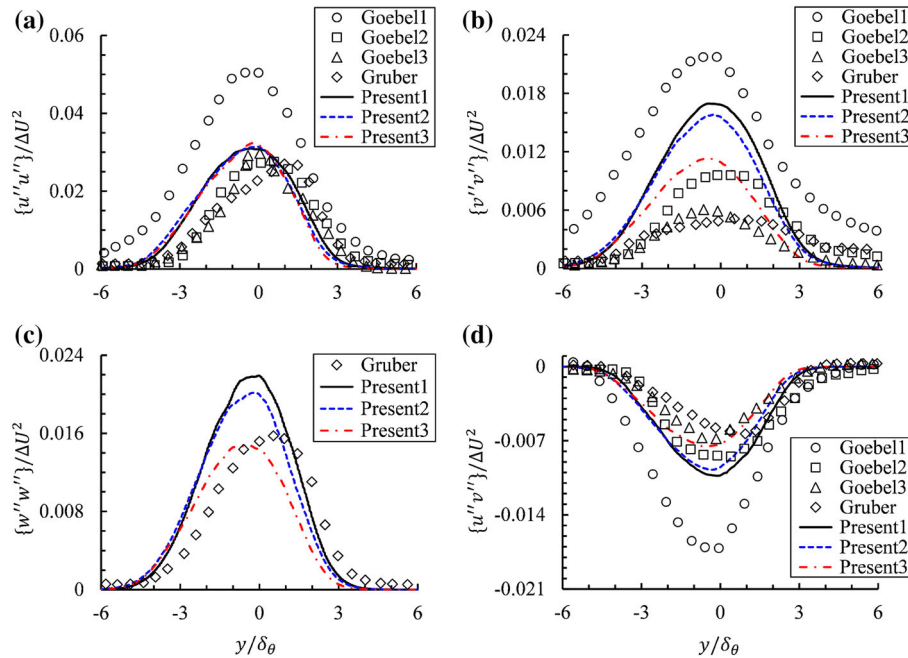 (a)
{u''u''}/ΔU²
0.06
0.04
0.02
0
-6
-3
0
3
6
Goebel1
Goebel2
Goebel3
Gruber
Present1
Present2
Present3
(b)
{v''v''}/ΔU²
0.024
0.018
0.012
0.006
0
-6
-3
0
3
6
Goebel1
Goebel2
Goebel3
Gruber
Present1
Present2
Present3
(c)
{w''w''}/ΔU²
0.024
0.016
0.008
0
-6
-3
0
3
6
y/δθ
Gruber
Present1
Present2
Present3
(d)
{u''v''}/ΔU²
0
-0.007
-0.014
-0.021
-6
-3
0
3
6
y/δθ
Goebel1
Goebel2
Goebel3
Gruber
Present1
Present2
Present3